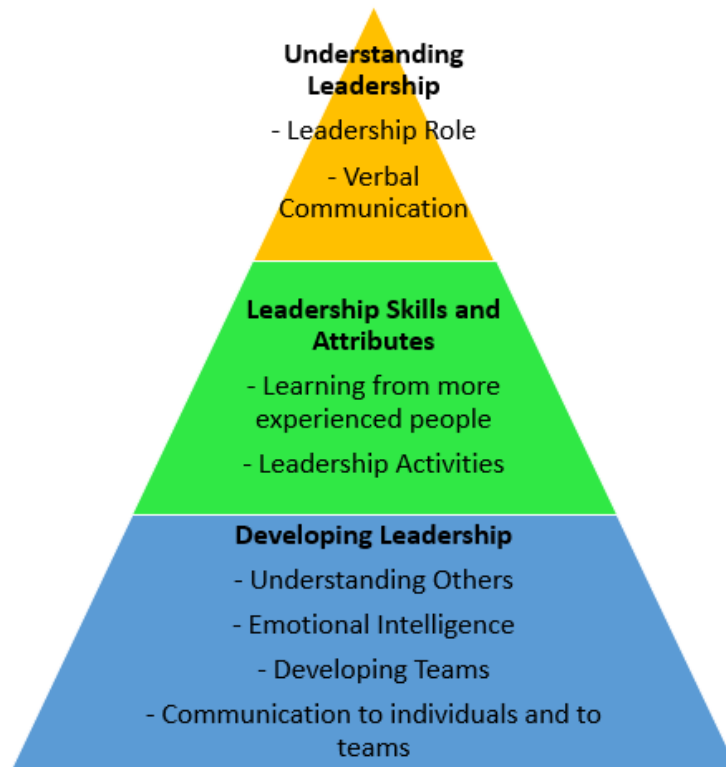 Understanding
Leadership
- Leadership Role
- Verbal
Communication
Leadership Skills and
Attributes
- Learning from more
experienced people
- Leadership Activities
Developing Leadership
- Understanding Others
- Emotional Intelligence
- Developing Teams
- Communication to individuals and to
teams